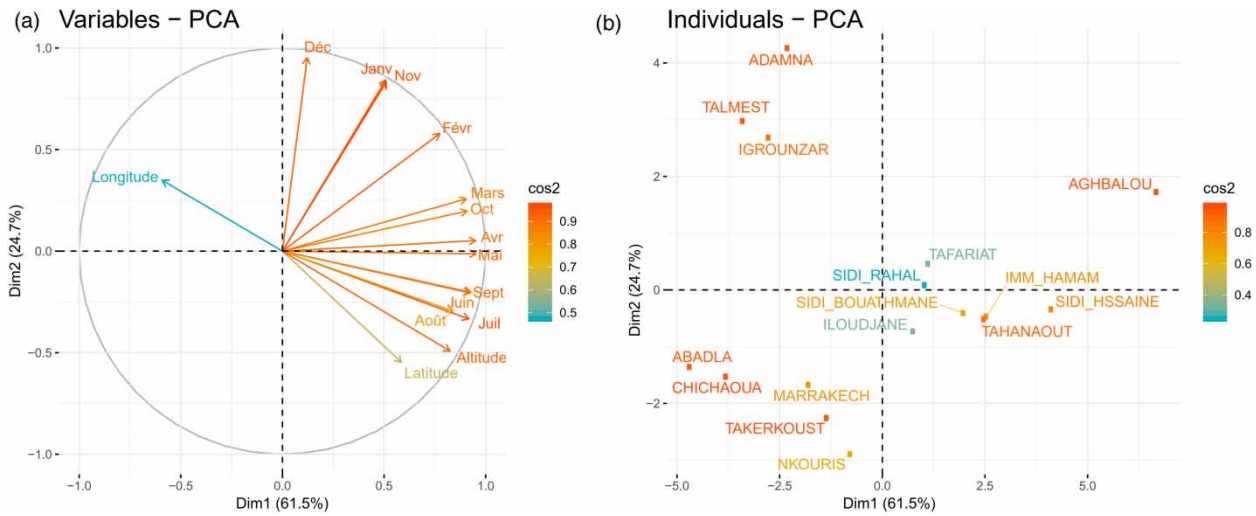 (a) Variables − PCA
1.0
0.5
0.0
−0.5
−1.0
Dim2 (24.7%)
Déc
Janv
Nov
Févr
Longitude
Mars
Oct
Avr
Mai
Sept
Juin
Août
Juil
Altitude
Latitude
−1.0
−0.5
0.0
0.5
1.0
Dim1 (61.5%)
cos2
0.9
0.8
0.7
0.6
0.5
(b) Individuals − PCA
4
2
0
−2
Dim2 (24.7%)
ADAMNA
TALMEST
IGROUNZAR
AGHBALOU
TAFARIAT
SIDI_RAHAL
IMM_HAMAM
SIDI_BOUATHMANE
SIDI_HSSAINE
ILOUDJANE
TAHANAOUT
ABADLA
CHICHAOUA
MARRAKECH
TAKERKOUST
NKOURIS
−5.0
−2.5
0.0
2.5
5.0
Dim1 (61.5%)
cos2
0.8
0.6
0.4